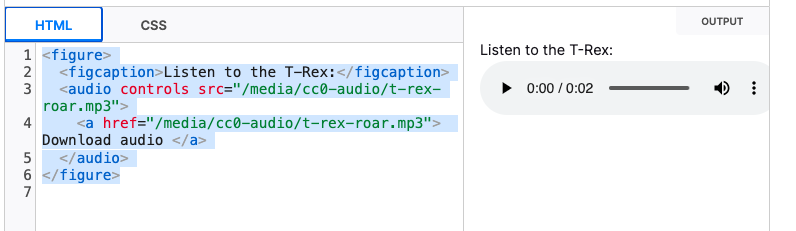 HTML
CSS
OUTPUT
1 <figure>
2   <figcaption>Listen to the T-Rex:</figcaption>
3   <audio controls src="/media/cc0-audio/t-rex-
roar.mp3">
4     <a href="/media/cc0-audio/t-rex-roar.mp3">
Download audio </a>
5   </audio>
6 </figure>
7
Listen to the T-Rex:
0:00 / 0:02